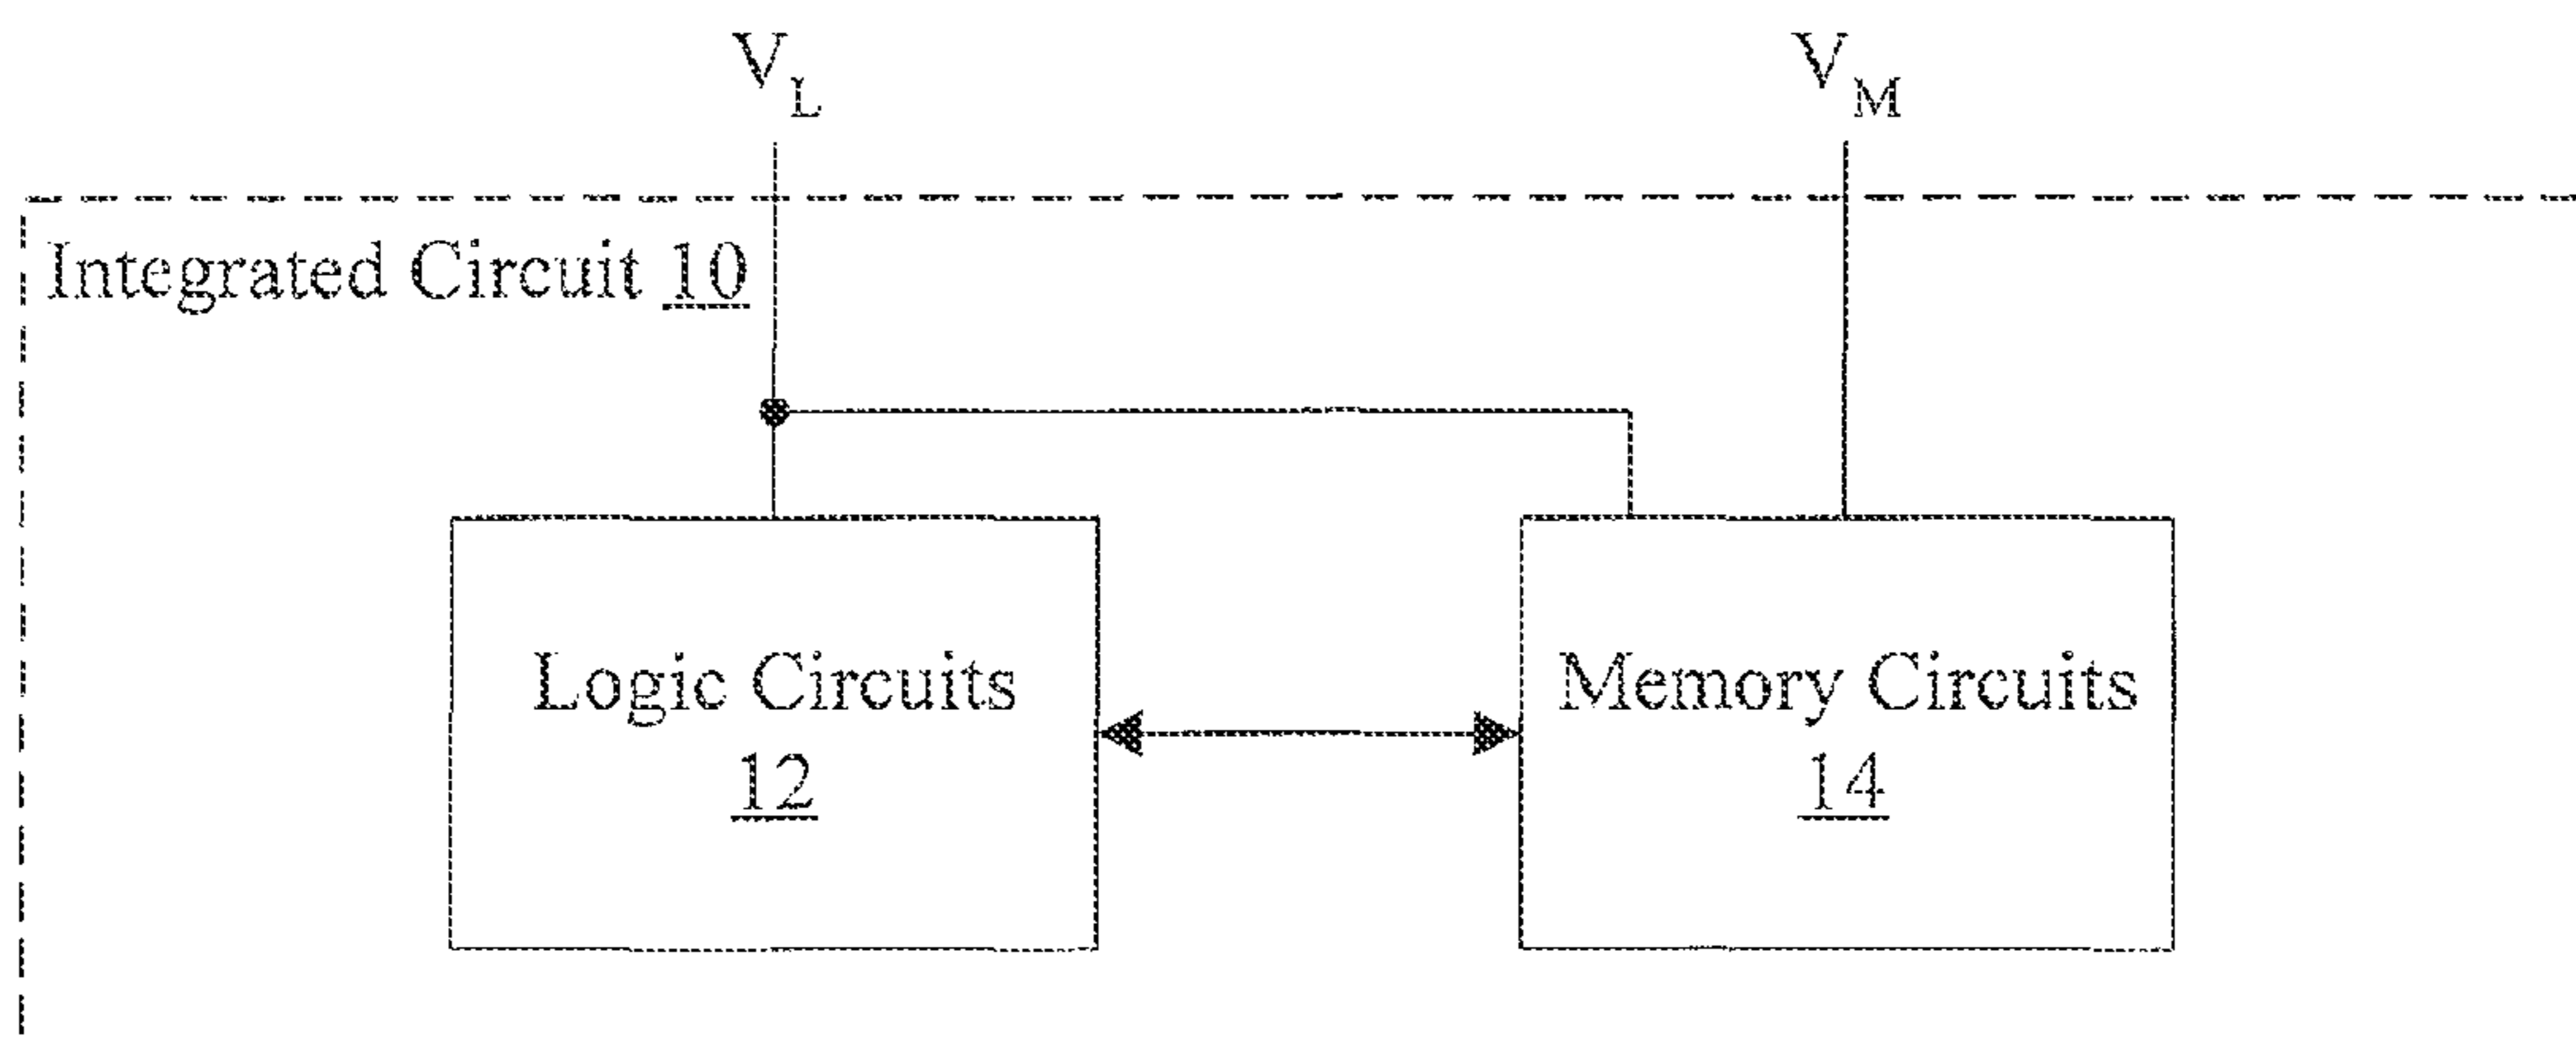 V_L
V_M
Integrated Circuit 10
Logic Circuits
12
Memory Circuits
14